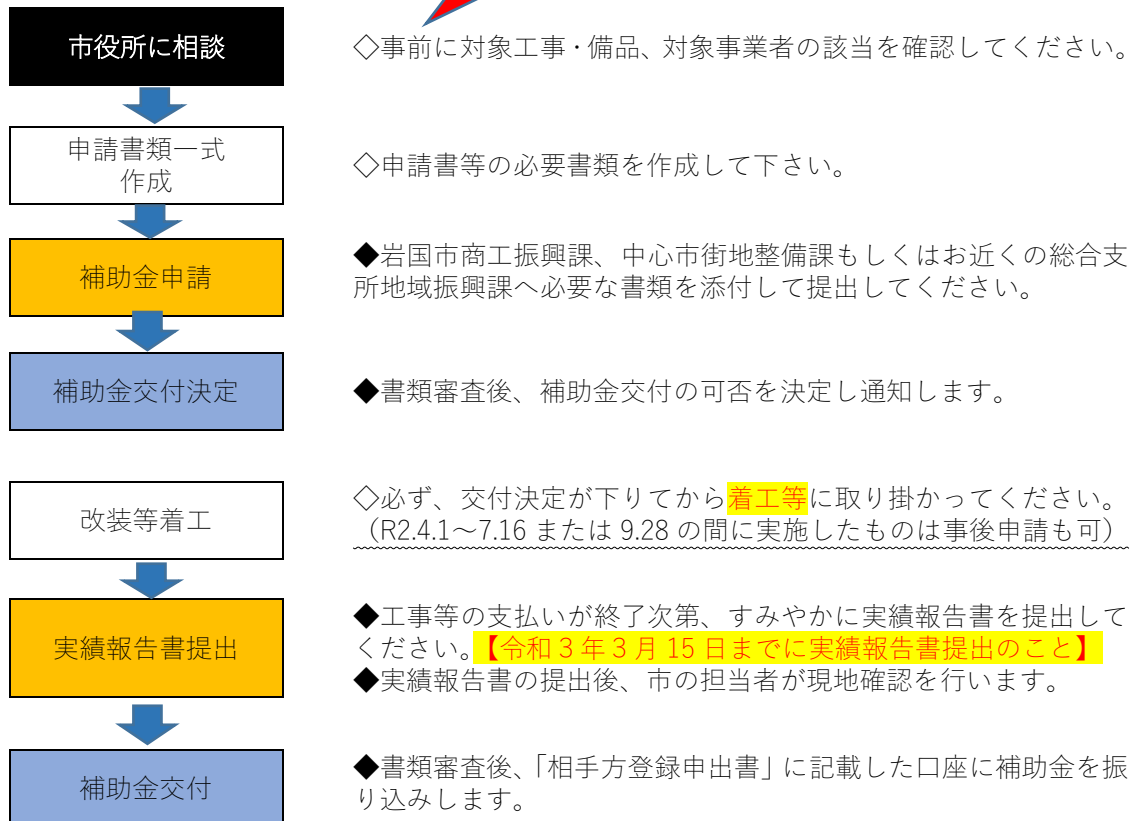 市役所に相談
◇事前に対象工事・備品、対象事業者の該当を確認してください。
申請書類一式
作成
◇申請書等の必要書類を作成して下さい。
補助金申請
◆岩国市商工振興課、中心市街地整備課もしくはお近くの総合支
所地域振興課へ必要な書類を添付して提出してください。
補助金交付決定
◆書類審査後、補助金交付の可否を決定し通知します。
改装等着工
◇必ず、交付決定が下りてから着工等に取り掛かってください。
（R2.4.1～7.16 または 9.28 の間に実施したものは事後申請も可）
実績報告書提出
◆工事等の支払いが終了次第、すみやかに実績報告書を提出して
ください。【令和３年３月 15 日までに実績報告書提出のこと】
◆実績報告書の提出後、市の担当者が現地確認を行います。
補助金交付
◆書類審査後、「相手方登録申出書」に記載した口座に補助金を振
り込みします。